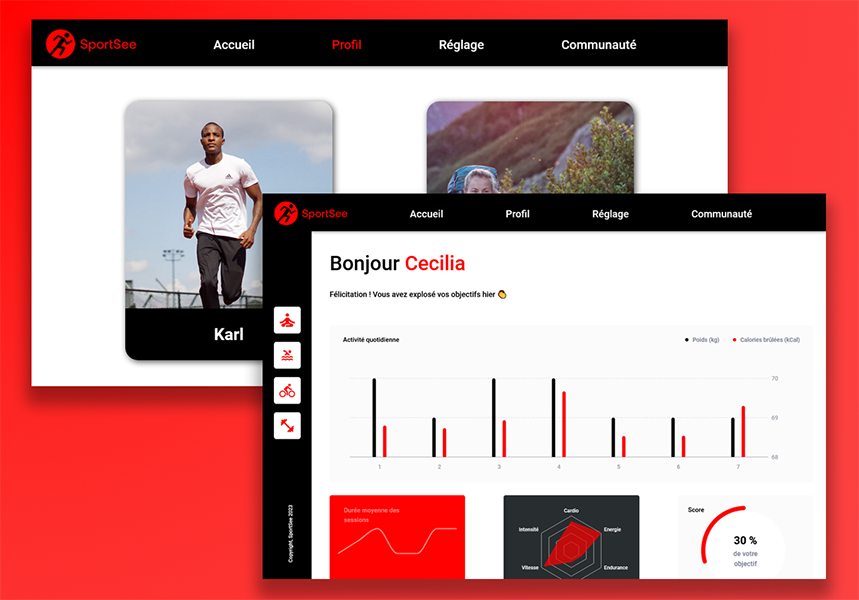 SportSee
Accueil
Profil
Réglage
Communauté
Karl
SportSee
Accueil
Profil
Réglage
Communauté
Bonjour Cecilia
Félicitation ! Vous avez explosé vos objectifs hier 👏
Activité quotidienne
Poids (kg)
Calories brûlées (kCal)
70
69
68
1
2
3
4
5
6
7
Copyright, SportSee 2023
Durée moyenne des
sessions
Cardio
Intensité
Energie
Vitesse
Endurance
Score
30 %
de votre
objectif